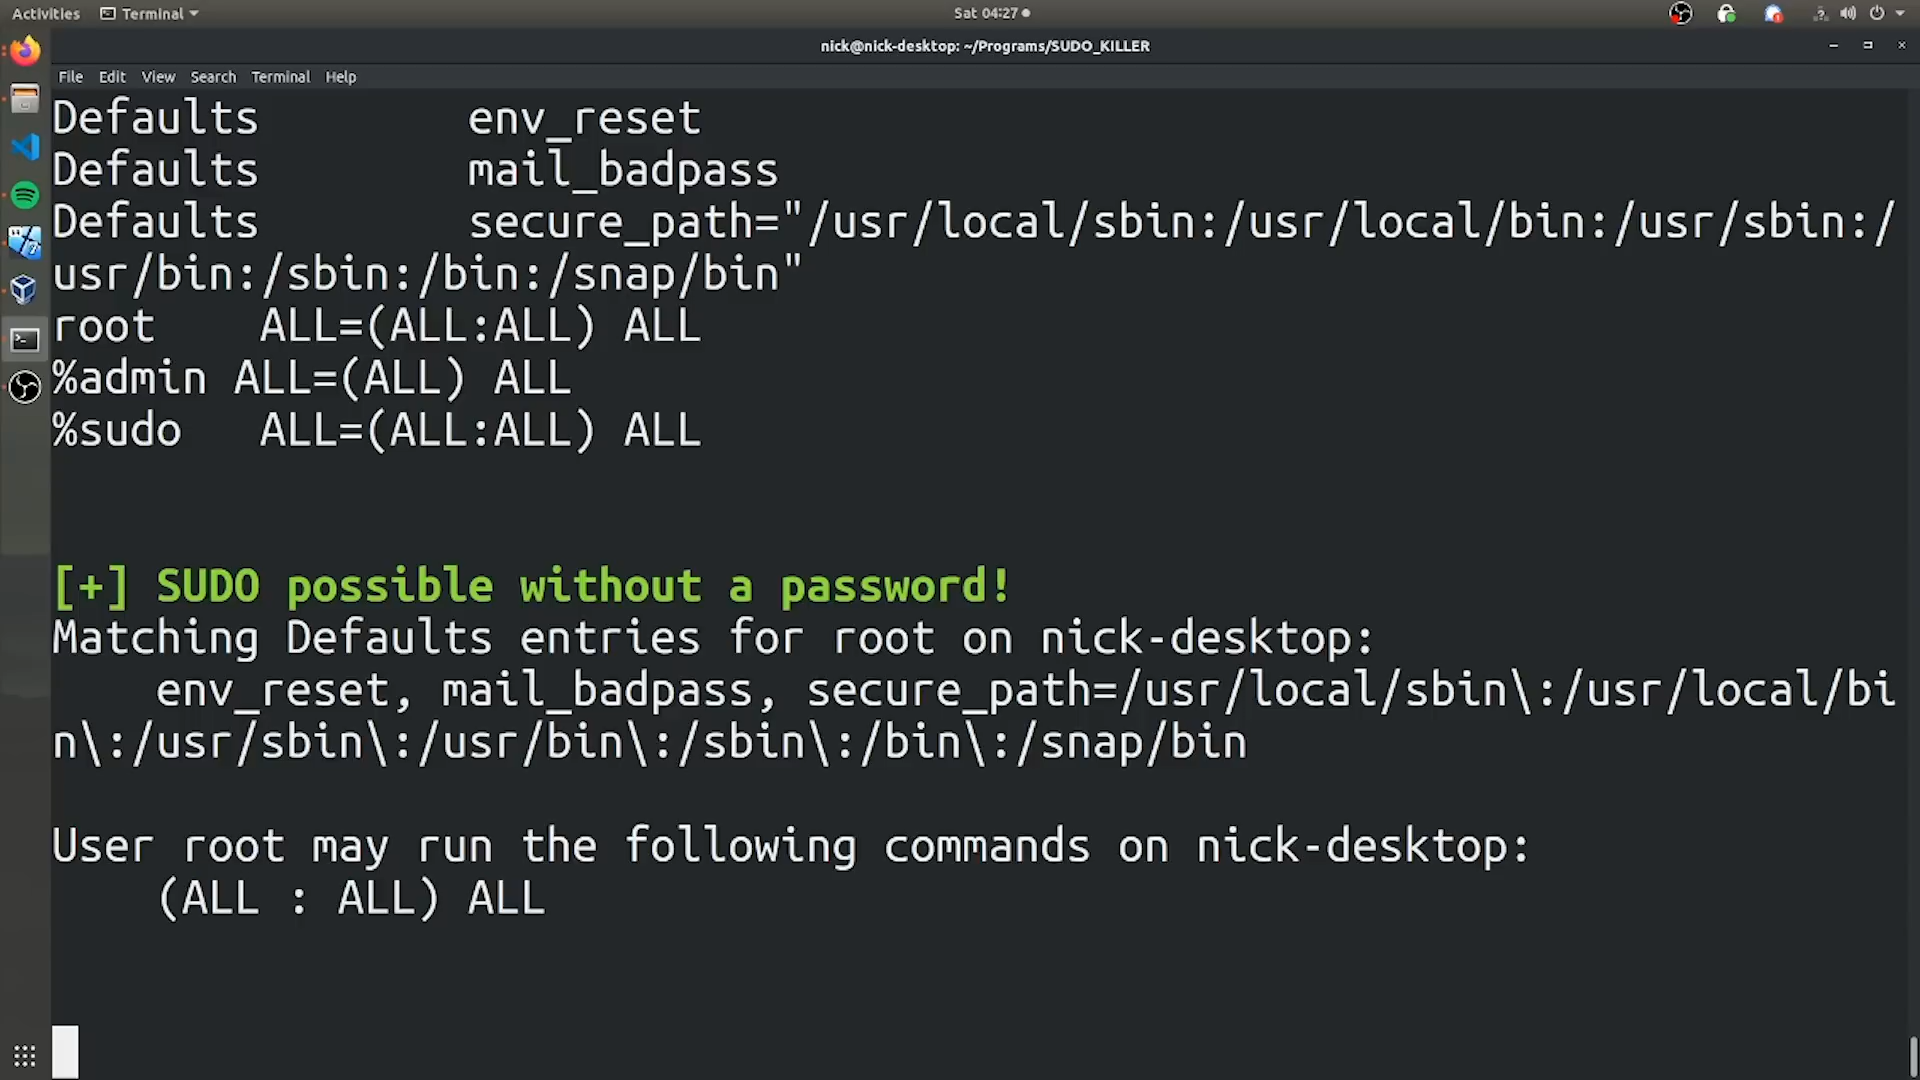 Activities Terminal Sat 04:27
nick@nick-desktop: ~/Programs/SUDO_KILLER
File Edit View Search Terminal Help
Defaults env_reset
Defaults mail_badpass
Defaults secure_path="/usr/local/sbin:/usr/local/bin:/usr/sbin:/
usr/bin:/sbin:/bin:/snap/bin"
root ALL=(ALL:ALL) ALL
%admin ALL=(ALL) ALL
%sudo ALL=(ALL:ALL) ALL
[+] SUDO possible without a password!
Matching Defaults entries for root on nick-desktop:
env_reset, mail_badpass, secure_path=/usr/local/sbin\:/usr/local/bi
n\:/usr/sbin\:/usr/bin\:/sbin\:/bin\:/snap/bin
User root may run the following commands on nick-desktop:
(ALL : ALL) ALL